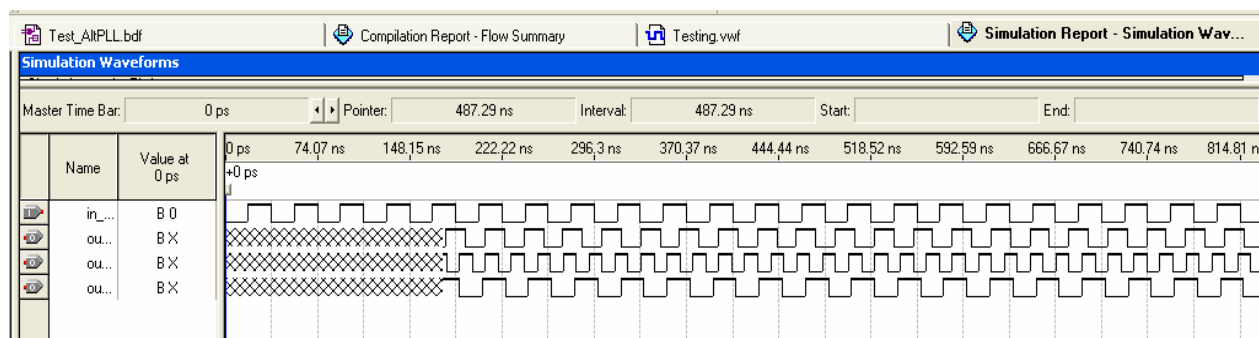 Test_AltPLL.bdf Compilation Report - Flow Summary Testing.vwf Simulation Report - Simulation Wav...
Simulation Waveforms
Master Time Bar: 0 ps Pointer: 487.29 ns Interval: 487.29 ns Start: End:
Name Value at 0 ps 0 ps 74.07 ns 148.15 ns 222.22 ns 296.3 ns 370.37 ns 444.44 ns 518.52 ns 592.59 ns 666.67 ns 740.74 ns 814.81 n
+0 ps
in_... B 0
ou... B X
ou... B X
ou... B X